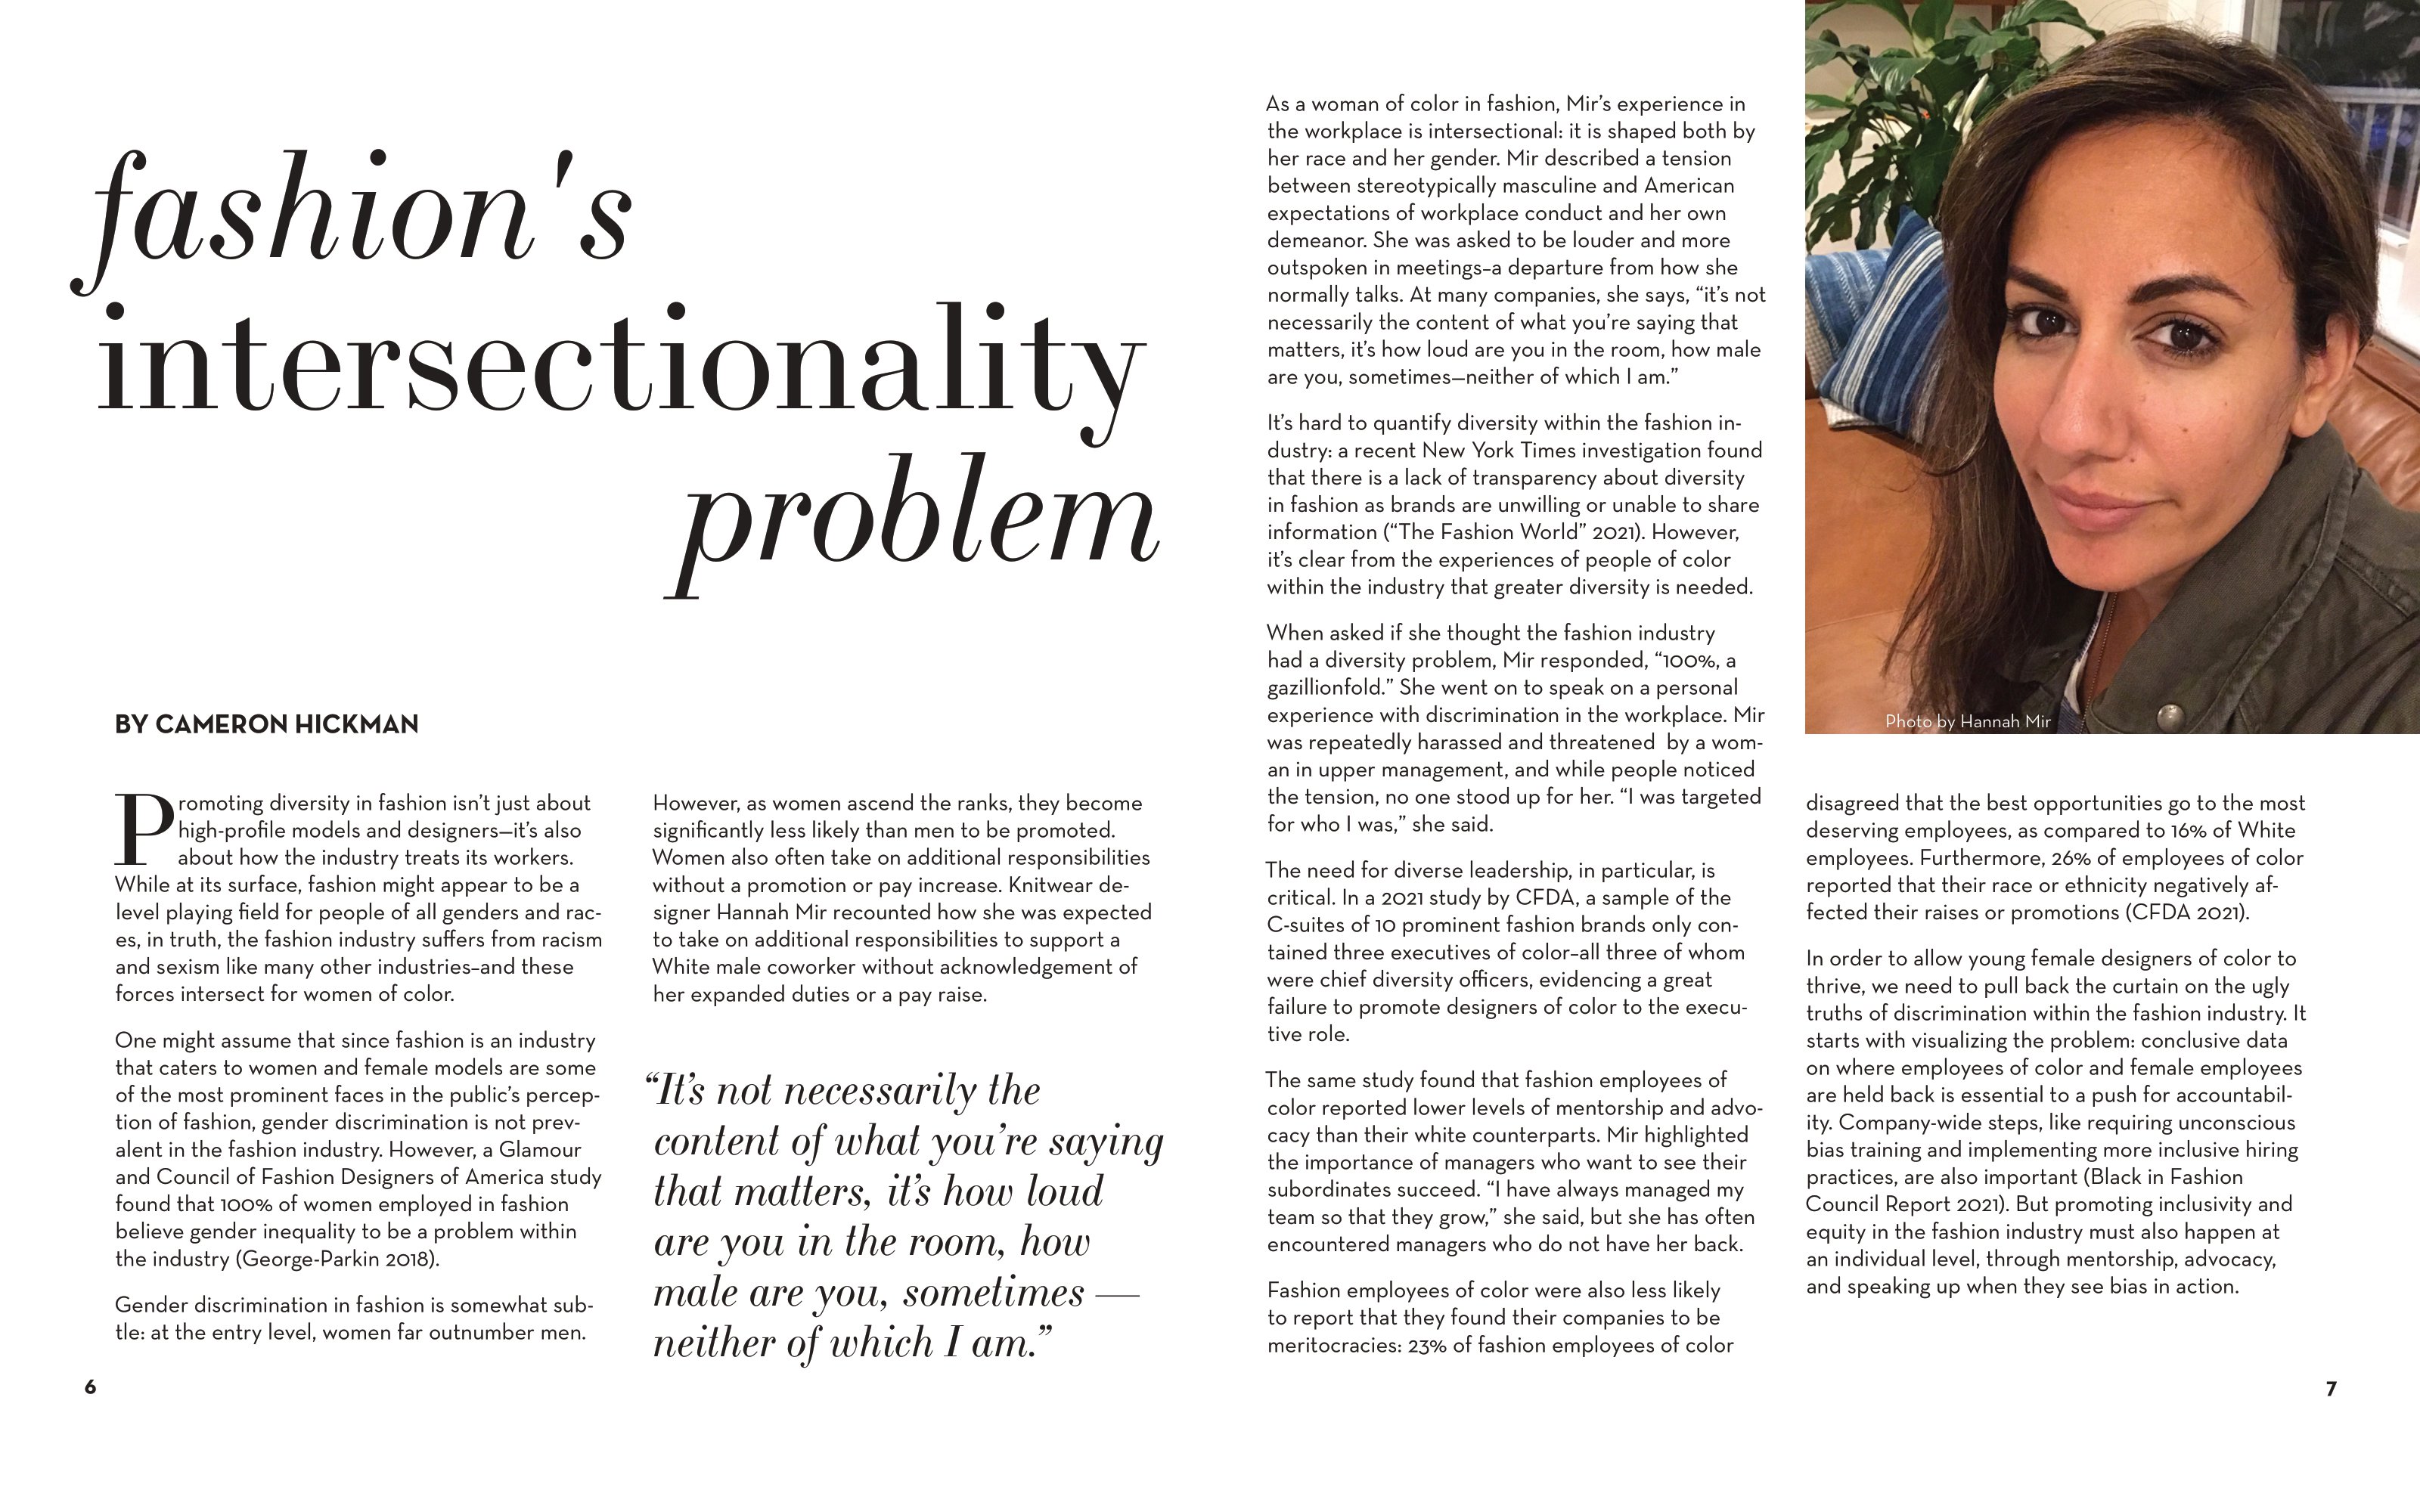 fashion's
intersectionality
problem
BY CAMERON HICKMAN
Promoting diversity in fashion isn't just about
high-profile models and designers—it's also
about how the industry treats its workers.
While at its surface, fashion might appear to be a
level playing field for people of all genders and rac-
es, in truth, the fashion industry suffers from racism
and sexism like many other industries–and these
forces intersect for women of color.
One might assume that since fashion is an industry
that caters to women and female models are some
of the most prominent faces in the public's percep-
tion of fashion, gender discrimination is not prev-
alent in the fashion industry. However, a Glamour
and Council of Fashion Designers of America study
found that 100% of women employed in fashion
believe gender inequality to be a problem within
the industry (George-Parkin 2018).
Gender discrimination in fashion is somewhat sub-
tle: at the entry level, women far outnumber men.
However, as women ascend the ranks, they become
significantly less likely than men to be promoted.
Women also often take on additional responsibilities
without a promotion or pay increase. Knitwear de-
signer Hannah Mir recounted how she was expected
to take on additional responsibilities to support a
White male coworker without acknowledgement of
her expanded duties or a pay raise.
“It’s not necessarily the
content of what you’re saying
that matters, it’s how loud
are you in the room, how
male are you, sometimes —
neither of which I am.”
6
As a woman of color in fashion, Mir’s experience in
the workplace is intersectional: it is shaped both by
her race and her gender. Mir described a tension
between stereotypically masculine and American
expectations of workplace conduct and her own
demeanor. She was asked to be louder and more
outspoken in meetings–a departure from how she
normally talks. At many companies, she says, “it’s not
necessarily the content of what you’re saying that
matters, it’s how loud are you in the room, how male
are you, sometimes—neither of which I am.”
It’s hard to quantify diversity within the fashion in-
dustry: a recent New York Times investigation found
that there is a lack of transparency about diversity
in fashion as brands are unwilling or unable to share
information (“The Fashion World” 2021). However,
it’s clear from the experiences of people of color
within the industry that greater diversity is needed.
When asked if she thought the fashion industry
had a diversity problem, Mir responded, “100%, a
gazillionfold.” She went on to speak on a personal
experience with discrimination in the workplace. Mir
was repeatedly harassed and threatened  by a wom-
an in upper management, and while people noticed
the tension, no one stood up for her. “I was targeted
for who I was,” she said.
The need for diverse leadership, in particular, is
critical. In a 2021 study by CFDA, a sample of the
C-suites of 10 prominent fashion brands only con-
tained three executives of color–all three of whom
were chief diversity officers, evidencing a great
failure to promote designers of color to the execu-
tive role.
The same study found that fashion employees of
color reported lower levels of mentorship and advo-
cacy than their white counterparts. Mir highlighted
the importance of managers who want to see their
subordinates succeed. “I have always managed my
team so that they grow,” she said, but she has often
encountered managers who do not have her back.
Fashion employees of color were also less likely
to report that they found their companies to be
meritocracies: 23% of fashion employees of color
Photo by Hannah Mir
disagreed that the best opportunities go to the most
deserving employees, as compared to 16% of White
employees. Furthermore, 26% of employees of color
reported that their race or ethnicity negatively af-
fected their raises or promotions (CFDA 2021).
In order to allow young female designers of color to
thrive, we need to pull back the curtain on the ugly
truths of discrimination within the fashion industry. It
starts with visualizing the problem: conclusive data
on where employees of color and female employees
are held back is essential to a push for accountabil-
ity. Company-wide steps, like requiring unconscious
bias training and implementing more inclusive hiring
practices, are also important (Black in Fashion
Council Report 2021). But promoting inclusivity and
equity in the fashion industry must also happen at
an individual level, through mentorship, advocacy,
and speaking up when they see bias in action.
7